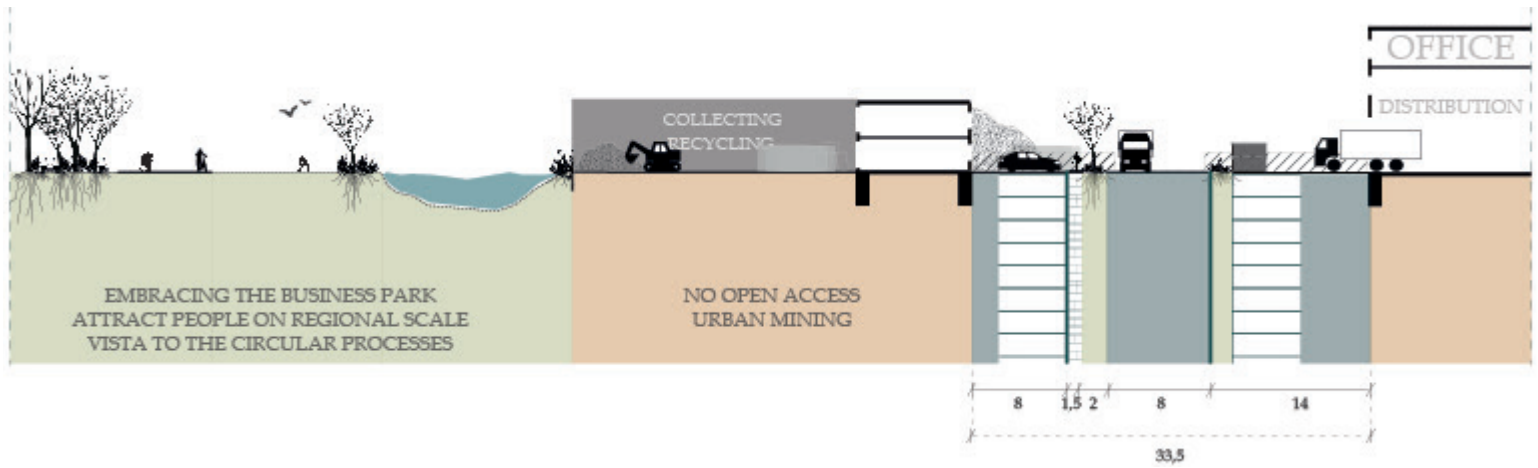 OFFICE
DISTRIBUTION
COLLECTING
RECYCLING
EMBRACING THE BUSINESS PARK
ATTRACT PEOPLE ON REGIONAL SCALE
VISTA TO THE CIRCULAR PROCESSES
NO OPEN ACCESS
URBAN MINING
8 1,5 2 8 14
33,5